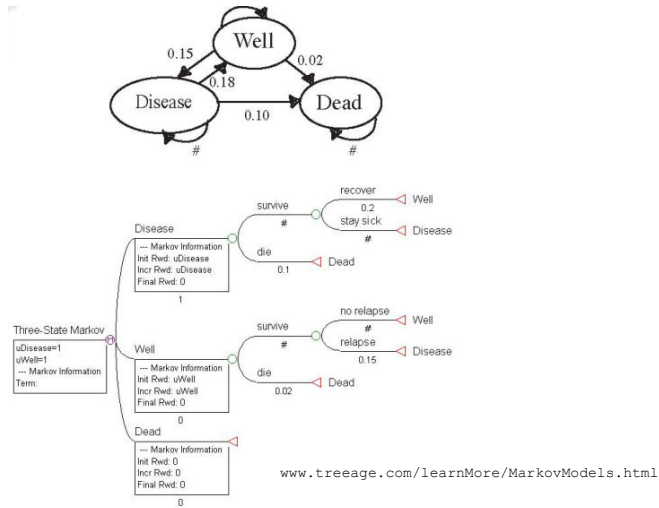 Well
0.15
0.02
0.18
Disease
0.10
Dead
#
#
recover
survive
0.2
Well
#
stay sick
Disease
#
Disease
--- Markov Information
Init Rwd: uDisease
Incr Rwd: uDisease
Final Rwd: 0
1
die
0.1
Dead
Three-State Markov
uDisease=1
uWell=1
--- Markov Information
Term:
no relapse
survive
#
Well
#
relapse
0.15
Disease
Well
--- Markov Information
Init Rwd: uWell
Incr Rwd: uWell
Final Rwd: 0
0
die
0.02
Dead
Dead
--- Markov Information
Init Rwd: 0
Incr Rwd: 0
Final Rwd: 0
0
www.treeage.com/learnMore/MarkovModels.html